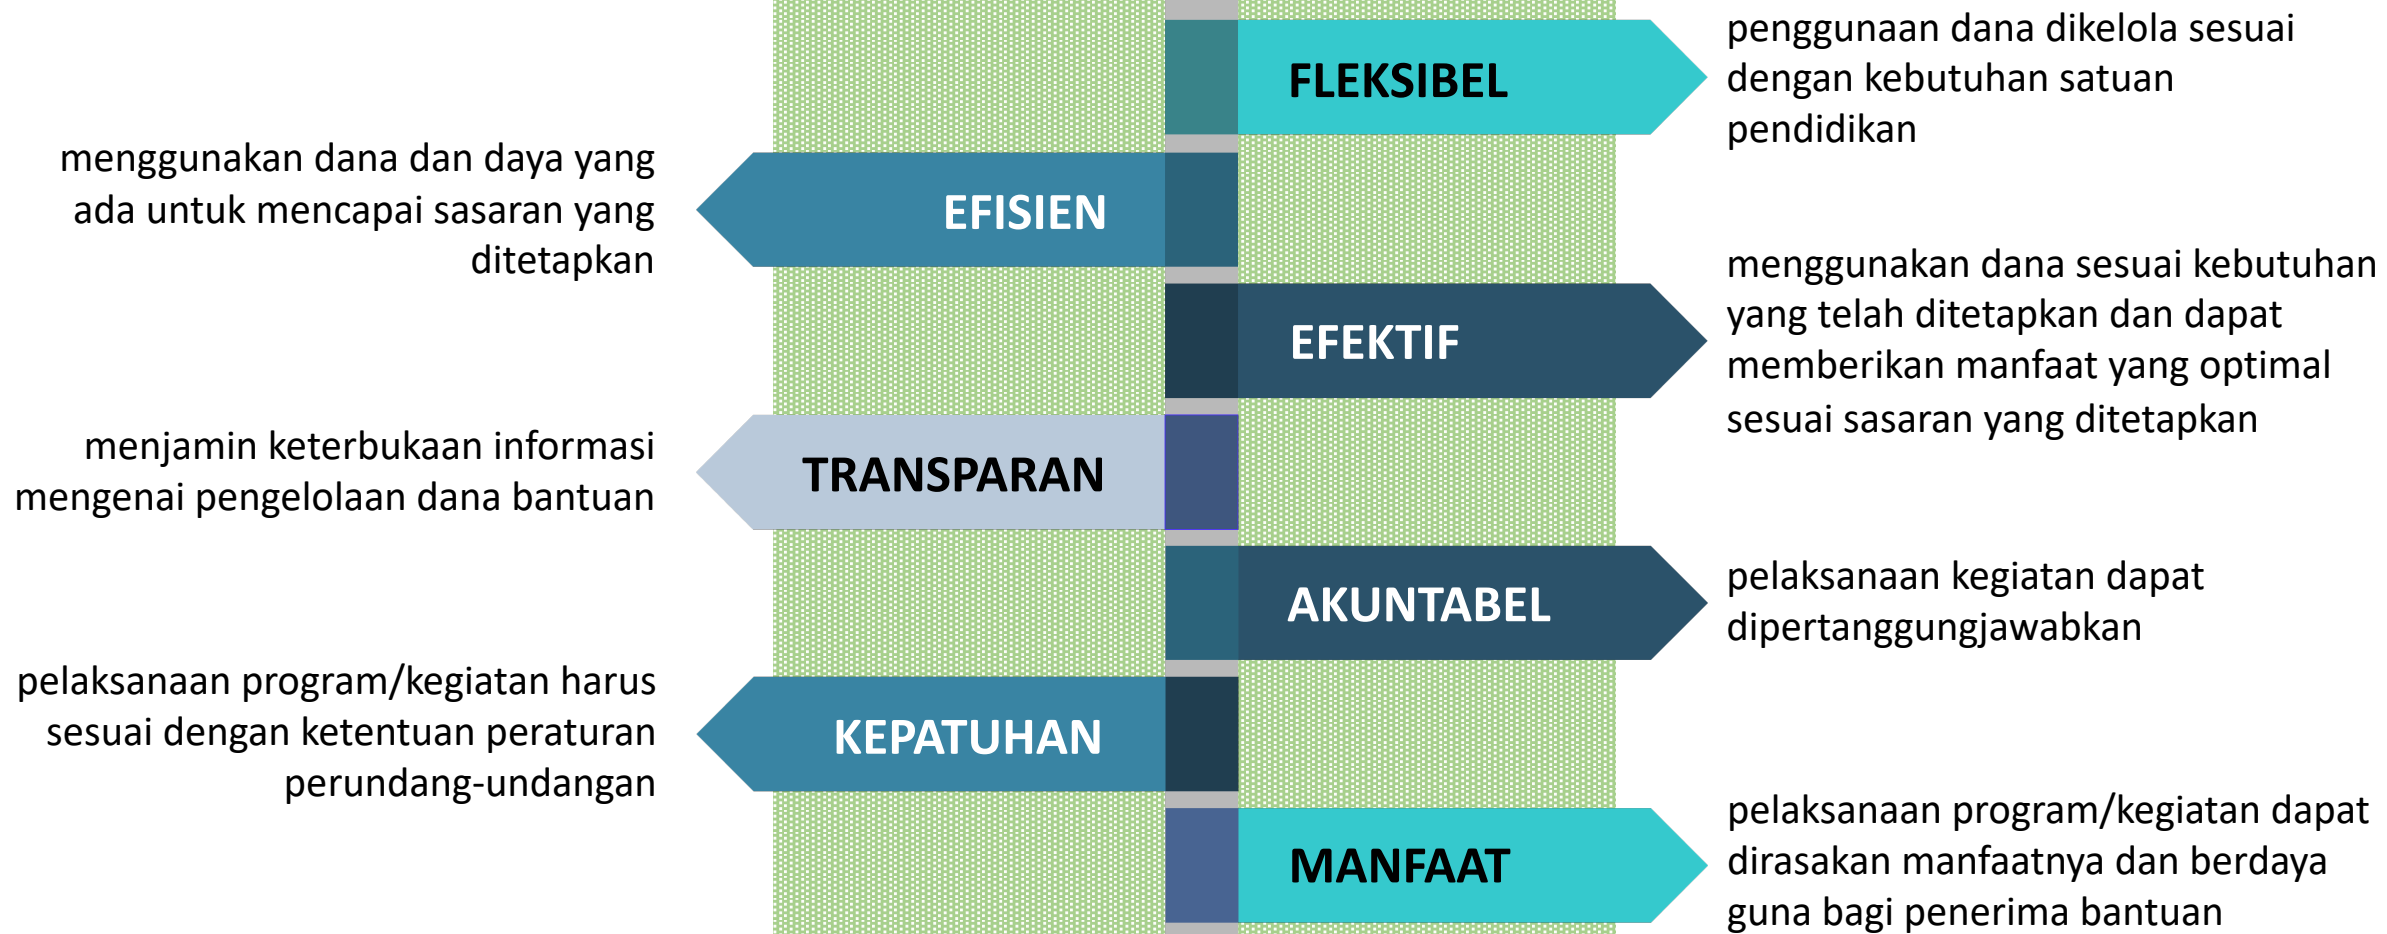 FLEKSIBEL
penggunaan dana dikelola sesuai
dengan kebutuhan satuan
pendidikan
menggunakan dana dan daya yang
ada untuk mencapai sasaran yang
ditetapkan
EFISIEN
EFEKTIF
menggunakan dana sesuai kebutuhan
yang telah ditetapkan dan dapat
memberikan manfaat yang optimal
sesuai sasaran yang ditetapkan
menjamin keterbukaan informasi
mengenai pengelolaan dana bantuan
TRANSPARAN
AKUNTABEL
pelaksanaan kegiatan dapat
dipertanggungjawabkan
pelaksanaan program/kegiatan harus
sesuai dengan ketentuan peraturan
perundang-undangan
KEPATUHAN
MANFAAT
pelaksanaan program/kegiatan dapat
dirasakan manfaatnya dan berdaya
guna bagi penerima bantuan